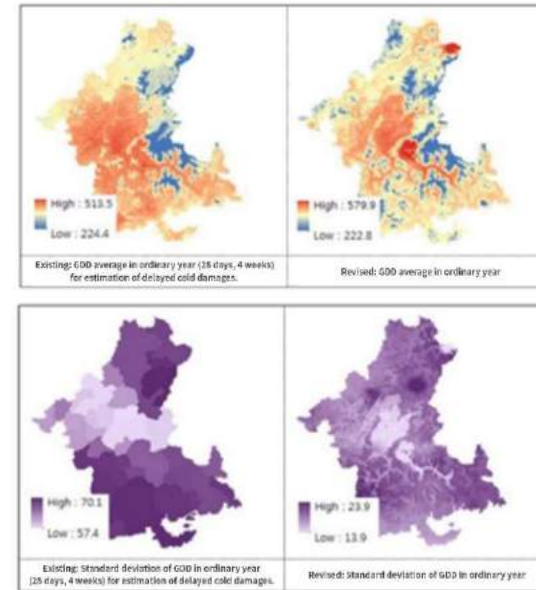 High : 513.5
Low : 224.4
High : 579.9
Low : 222.8
Existing: GDD average in ordinary year (28 days, 4 weeks)
for estimation of delayed cold damages.
Revised: GDD average in ordinary year
High : 70.1
Low : 57.4
High : 23.9
Low : 13.9
Existing: Standard deviation of GDD in ordinary year
(28 days, 4 weeks) for estimation of delayed cold damages.
Revised: Standard deviation of GDD in ordinary year